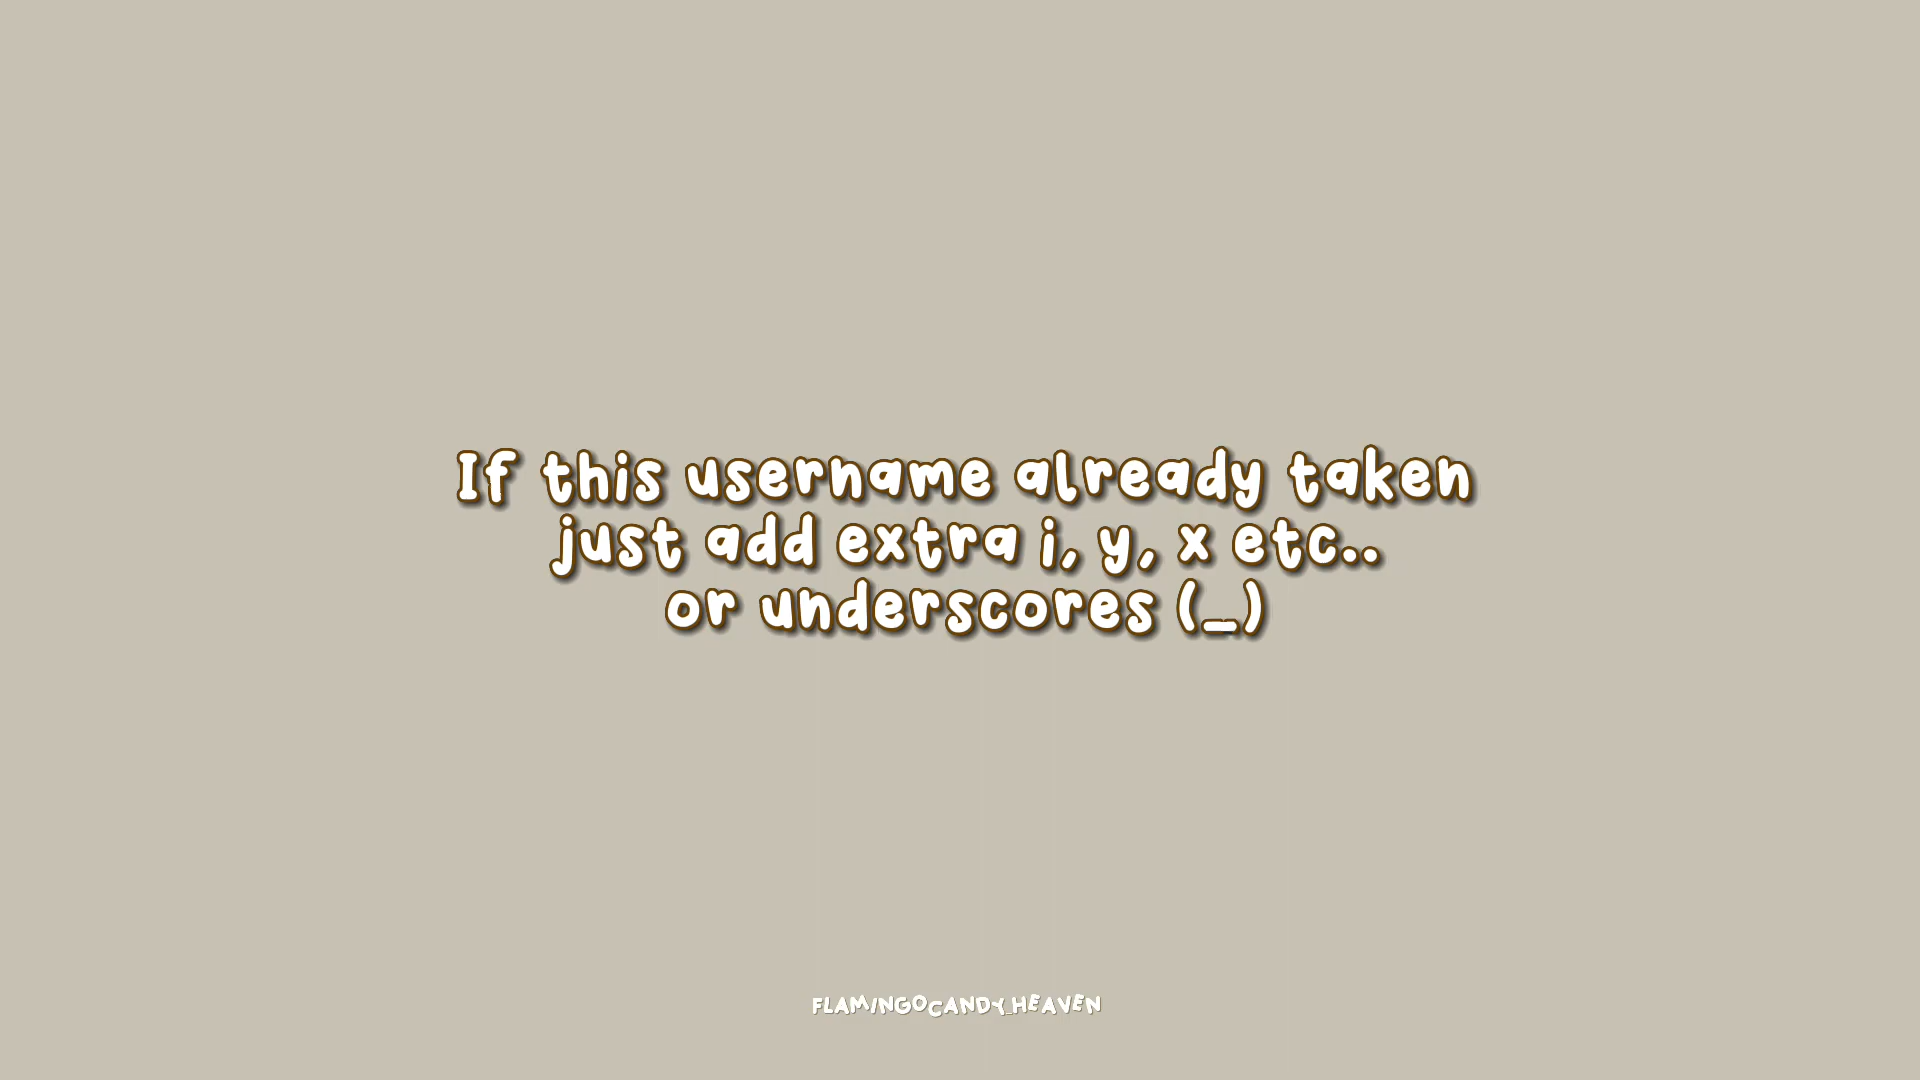 If this username already taken
just add extra i, y, x etc..
or underscores (_)
FLAMINGOCANDY_HEAVEN